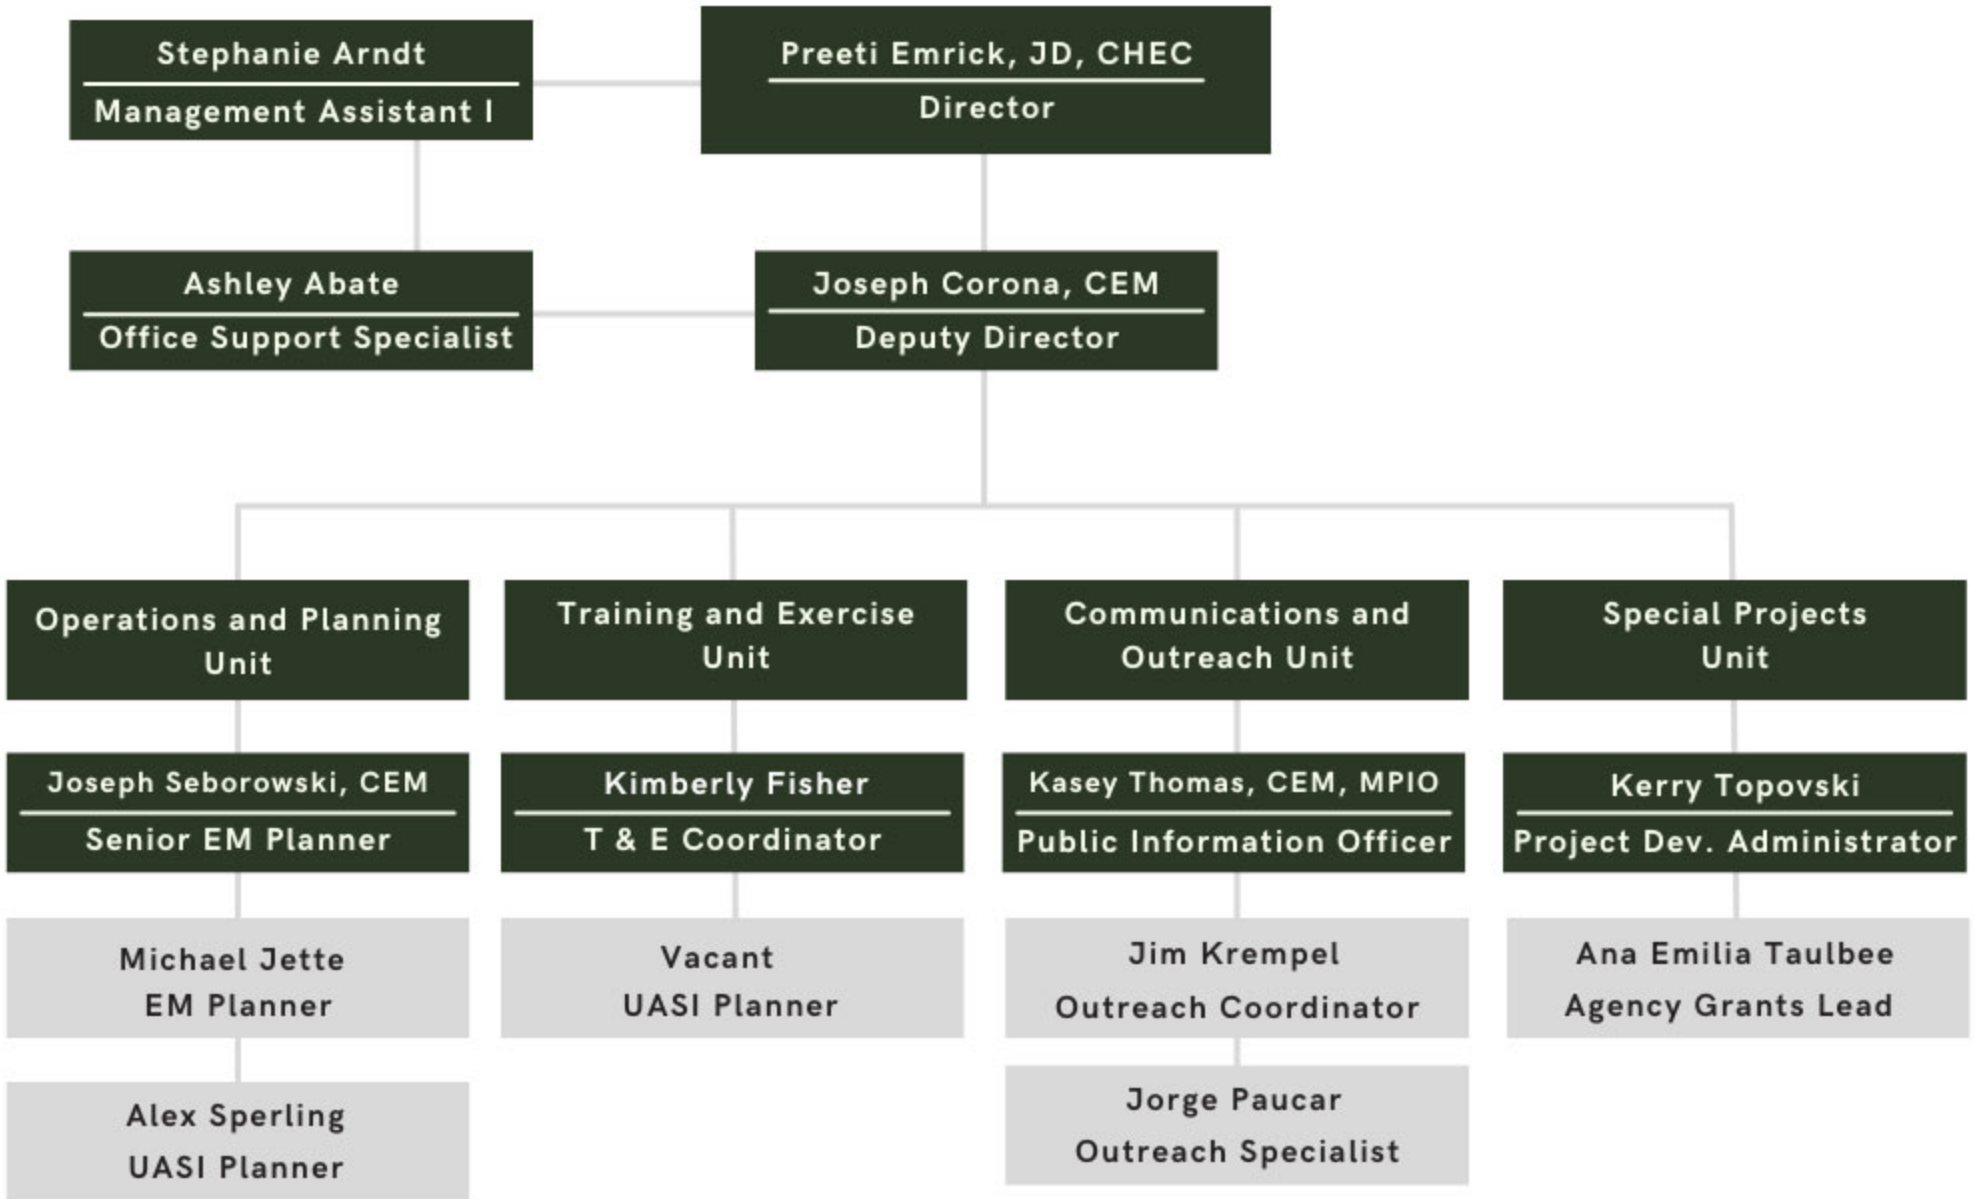 Stephanie Arndt
Management Assistant I
Preeti Emrick, JD, CHEC
Director
Ashley Abate
Office Support Specialist
Joseph Corona, CEM
Deputy Director
Operations and Planning
Unit
Training and Exercise
Unit
Communications and
Outreach Unit
Special Projects
Unit
Joseph Seborowski, CEM
Senior EM Planner
Kimberly Fisher
T & E Coordinator
Kasey Thomas, CEM, MPIO
Public Information Officer
Kerry Topovski
Project Dev. Administrator
Michael Jette
EM Planner
Vacant
UASI Planner
Jim Krempel
Outreach Coordinator
Ana Emilia Taulbee
Agency Grants Lead
Alex Sperling
UASI Planner
Jorge Paucar
Outreach Specialist